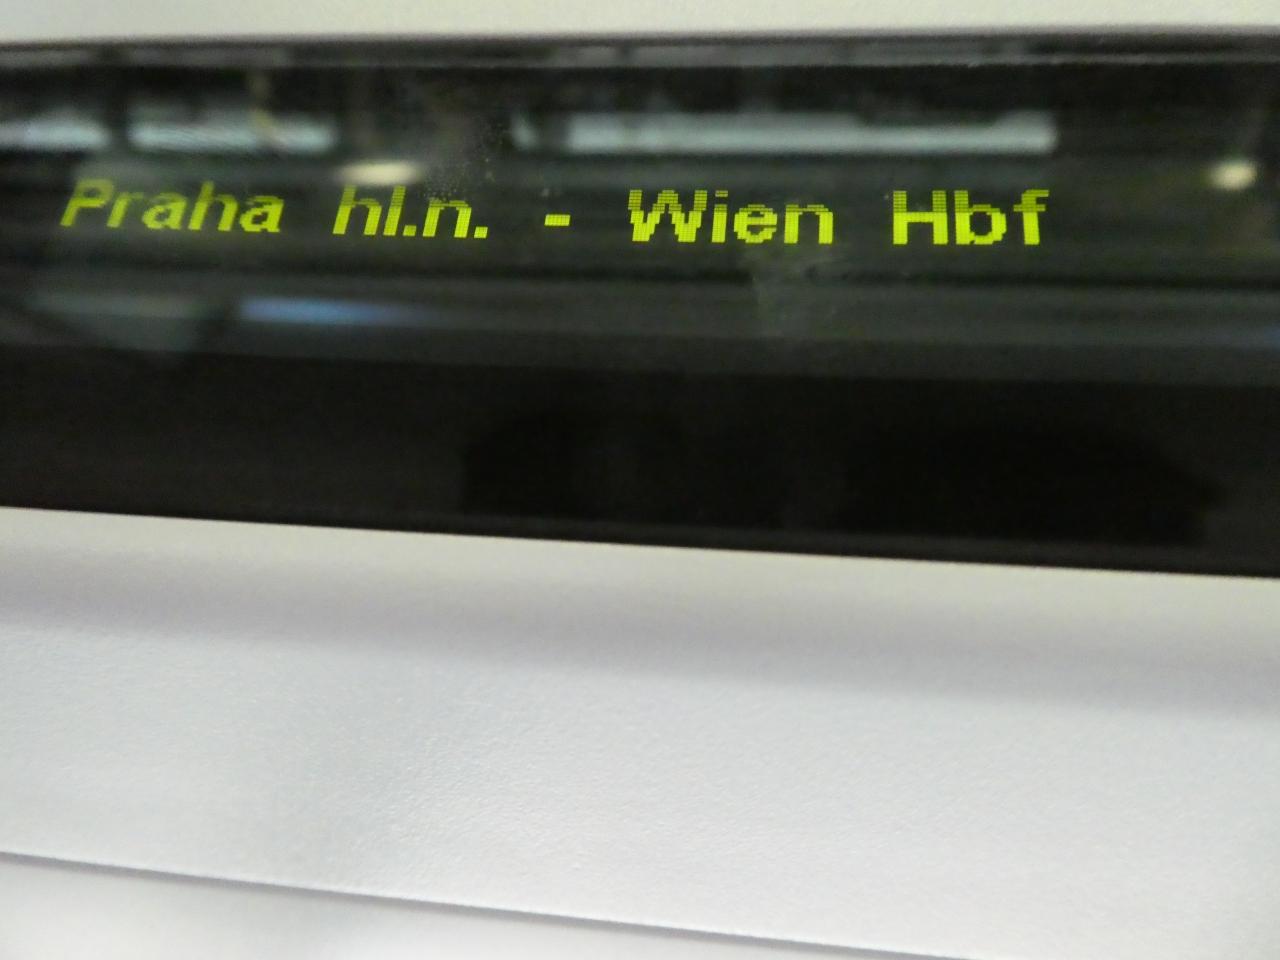 Praha hl.n. - Wien Hbf